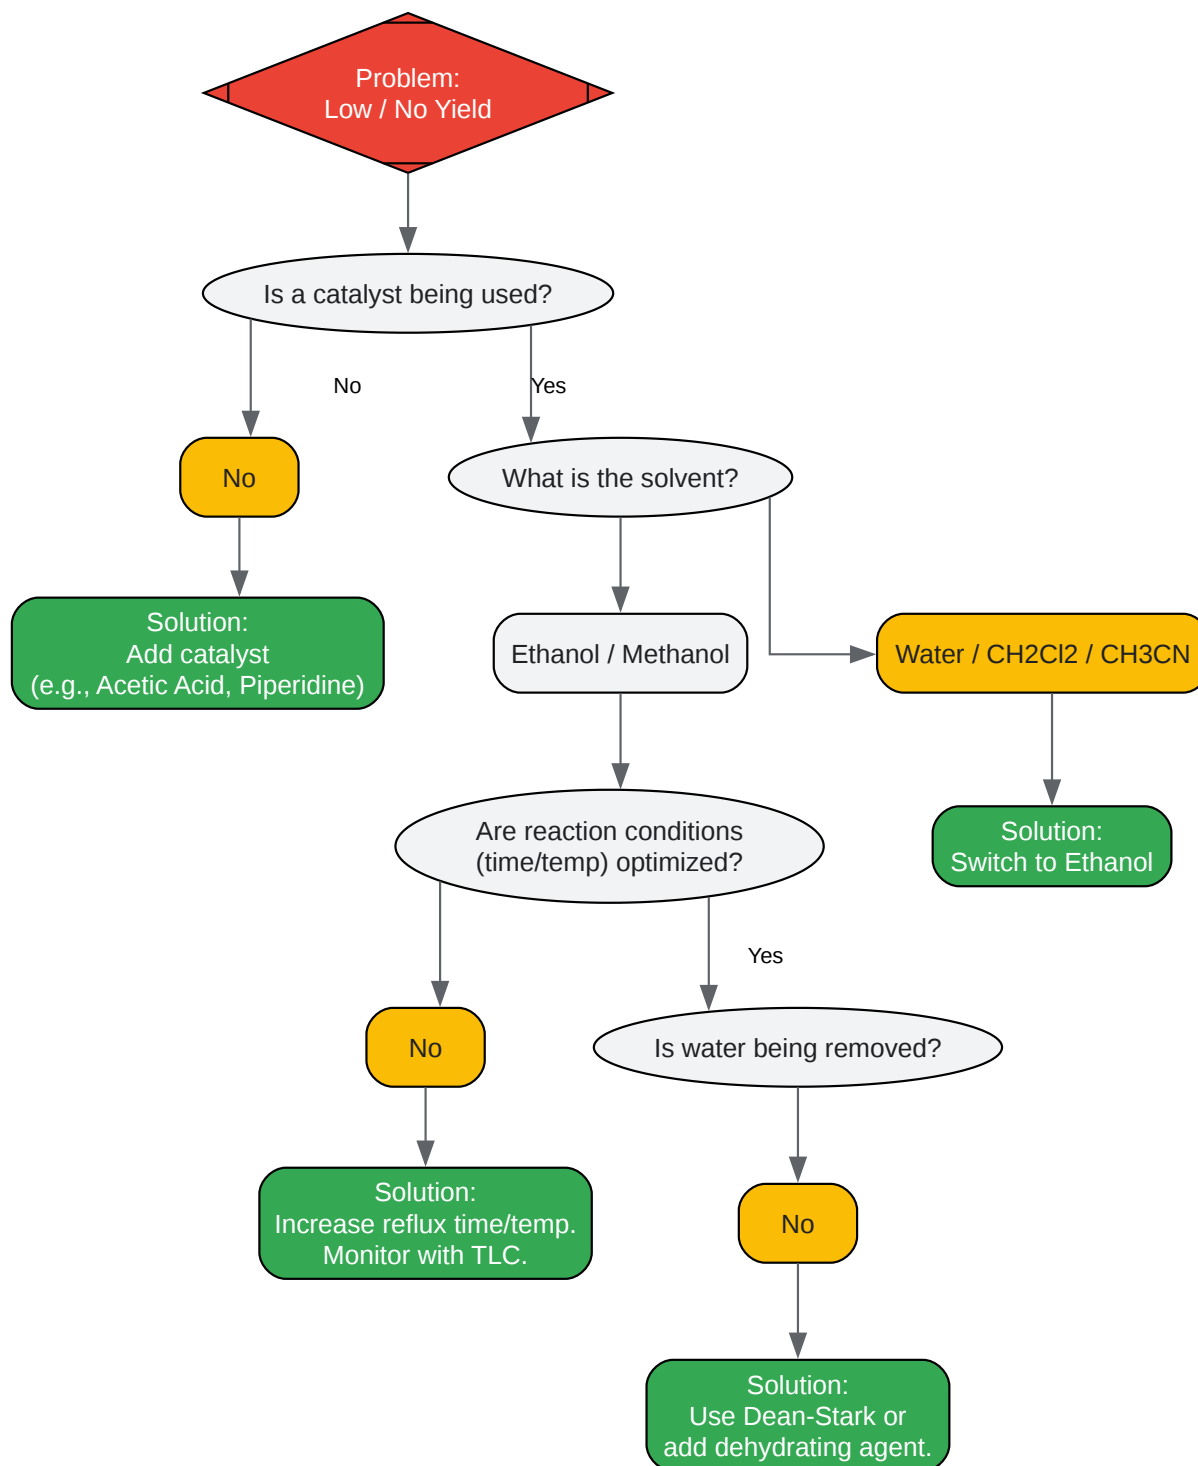 Problem:
Low / No Yield
Is a catalyst being used?
No
Yes
No
What is the solvent?
Solution:
Add catalyst
(e.g., Acetic Acid, Piperidine)
Ethanol / Methanol
Water / CH2Cl2 / CH3CN
Are reaction conditions
(time/temp) optimized?
Solution:
Switch to Ethanol
Yes
No
Is water being removed?
Solution:
Increase reflux time/temp.
Monitor with TLC.
No
Solution:
Use Dean-Stark or
add dehydrating agent.